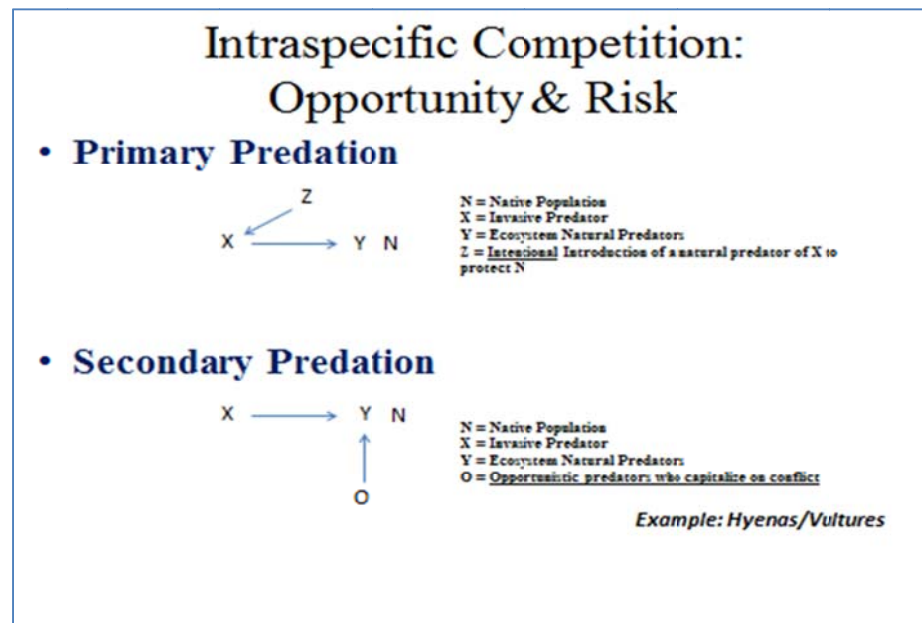 Intraspecific Competition:
Opportunity & Risk
• Primary Predation
Z
X Y N
N = Native Population
X = Invasive Predator
Y = Ecosystem Natural Predators
Z = Intentional Introduction of a natural predator of X to
protect N
• Secondary Predation
X Y N
O
N = Native Population
X = Invasive Predator
Y = Ecosystem Natural Predators
O = Opportunistic predators who capitalize on conflict
Example: Hyenas/Vultures